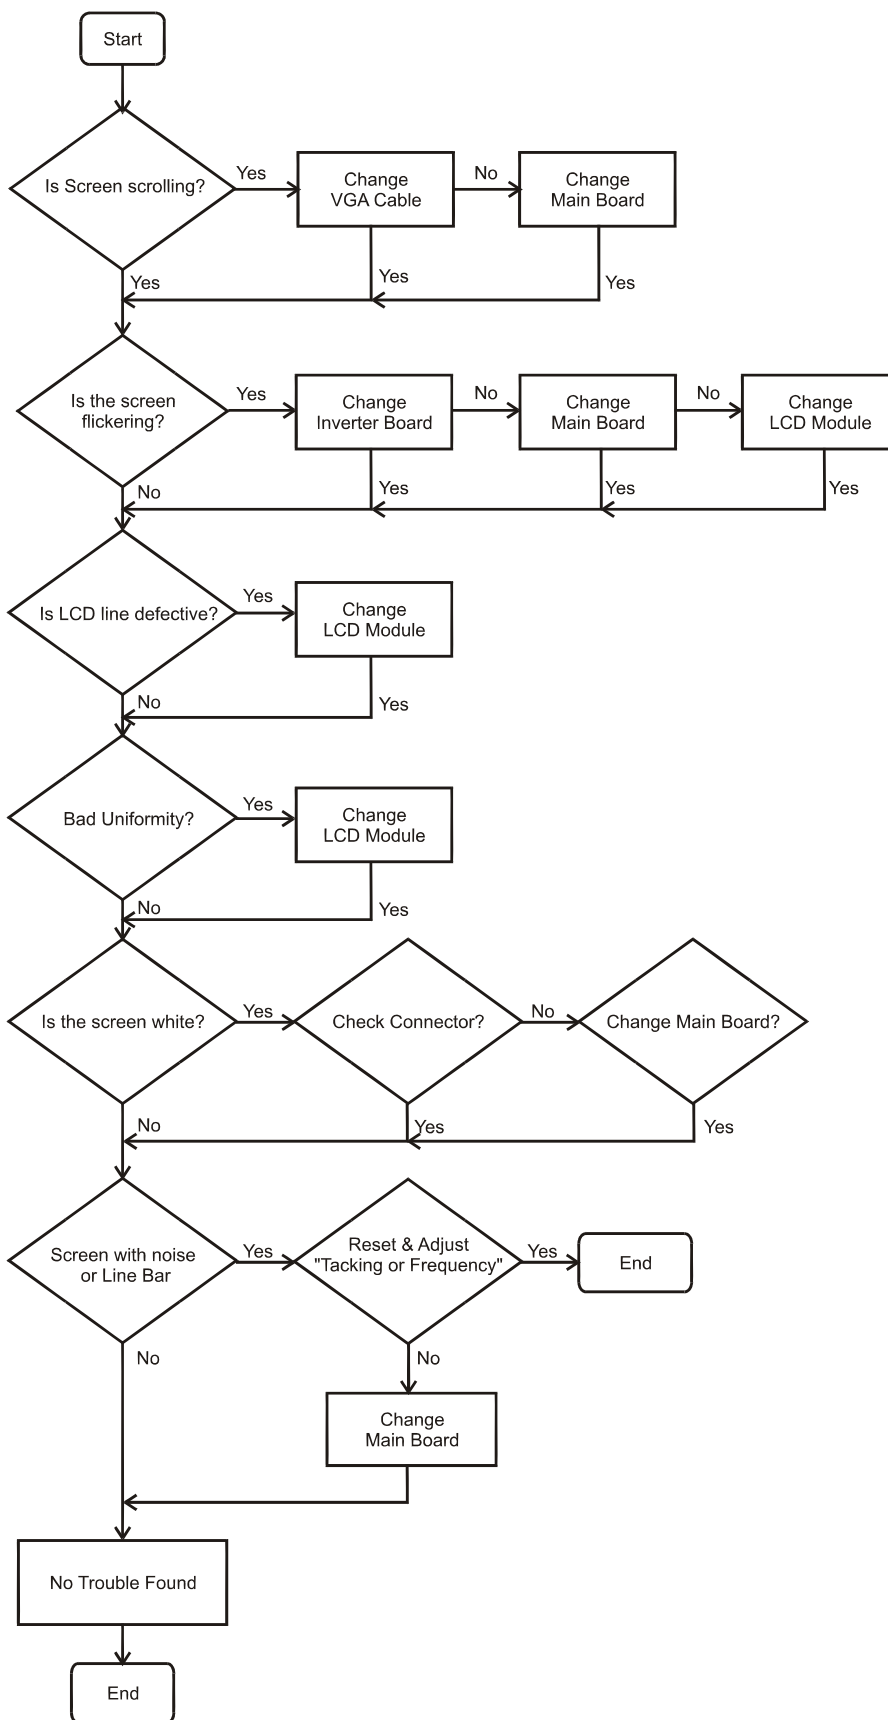 Start
Is Screen scrolling?
Yes
Change
VGA Cable
No
Change
Main Board
Yes
Yes
Yes
Is the screen
flickering?
Yes
Change
Inverter Board
No
Change
Main Board
No
Change
LCD Module
No
Yes
Yes
Yes
Is LCD line defective?
Yes
Change
LCD Module
No
Yes
Bad Uniformity?
Yes
Change
LCD Module
No
Yes
Is the screen white?
Yes
Check Connector?
No
Change Main Board?
No
Yes
Yes
Screen with noise
or Line Bar
Yes
Reset & Adjust
"Tacking or Frequency"
Yes
End
No
No
Change
Main Board
No Trouble Found
End